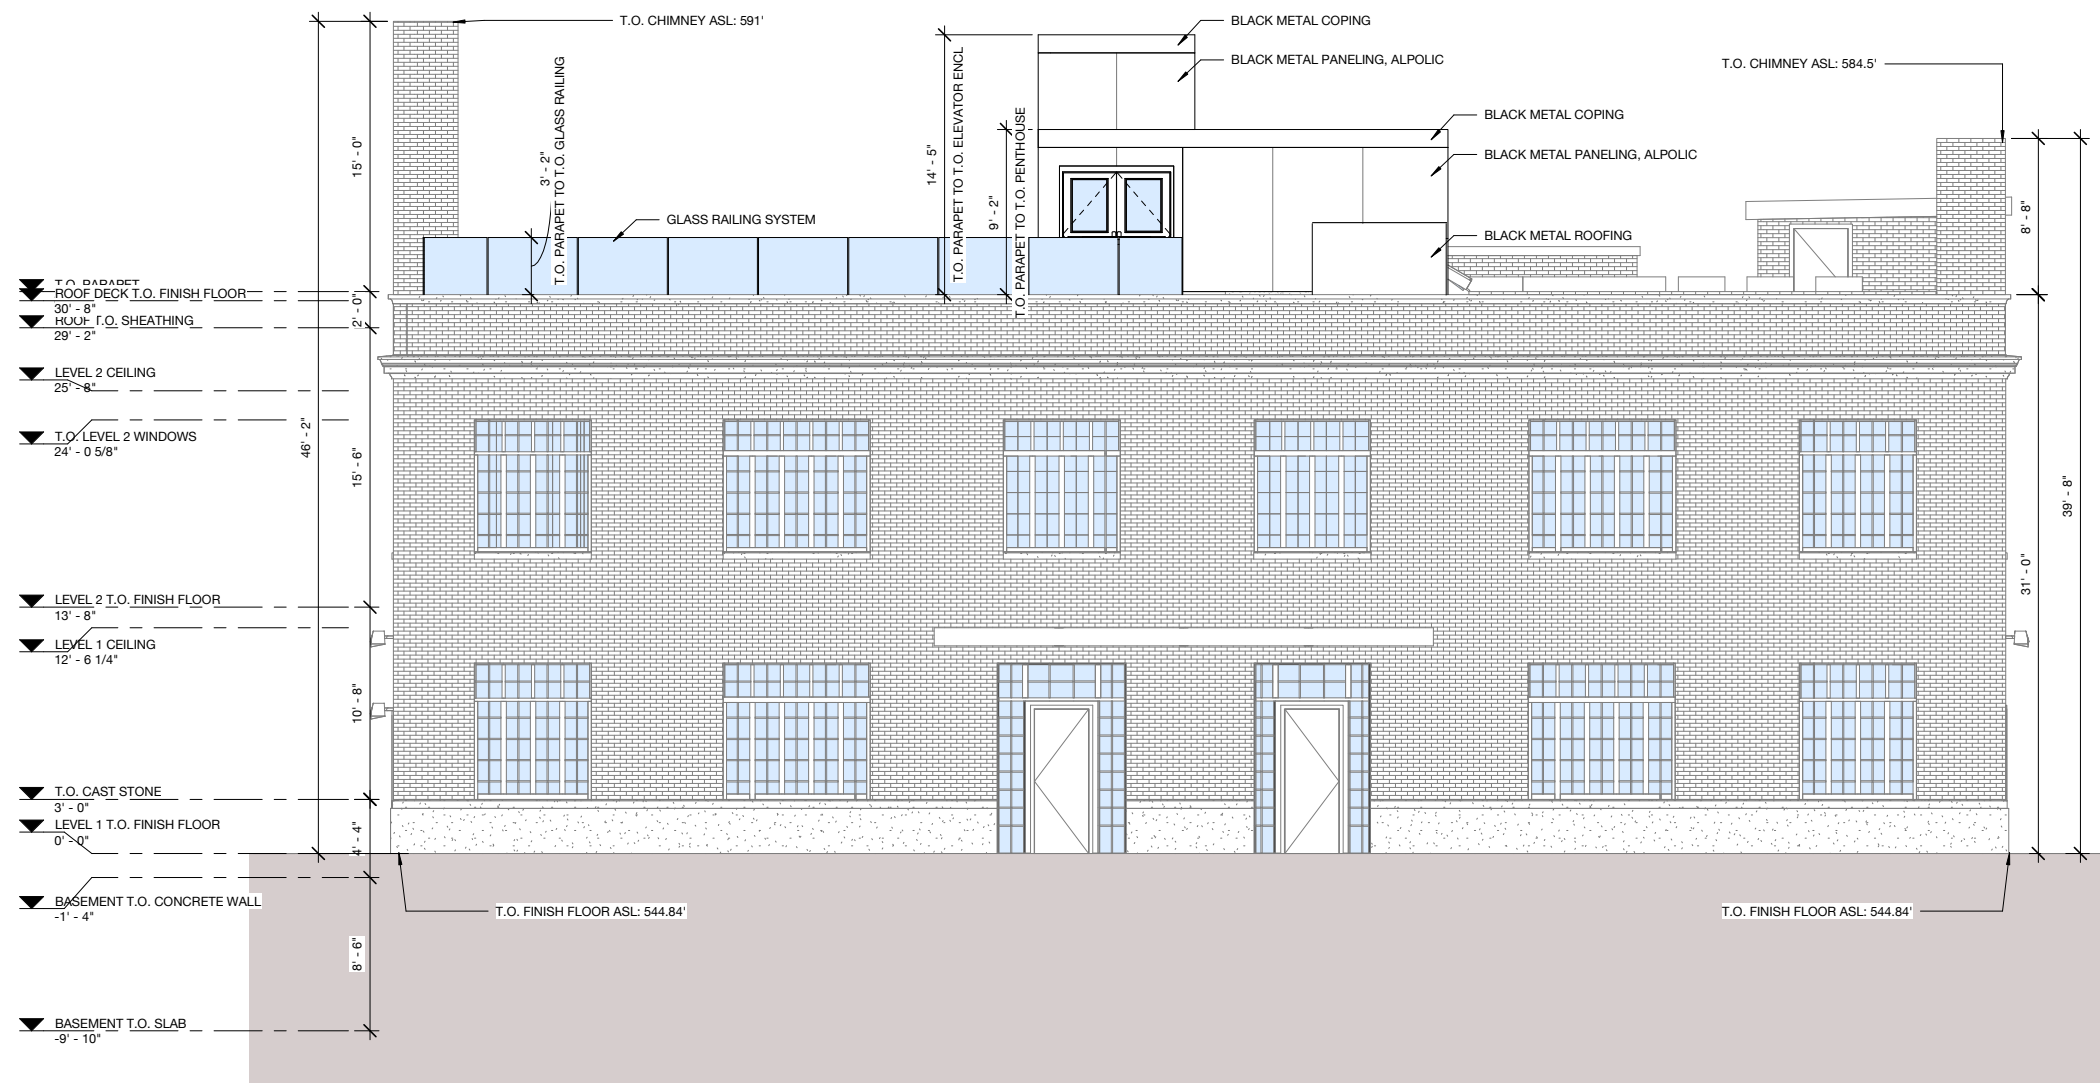 T.O. CHIMNEY ASL: 591'
BLACK METAL COPING
BLACK METAL PANELING, ALPOLIC
T.O. CHIMNEY ASL: 584.5'
BLACK METAL COPING
BLACK METAL PANELING, ALPOLIC
GLASS RAILING SYSTEM
BLACK METAL ROOFING
3' - 2"
T.O. PARAPET TO T.O. GLASS RAILING
14' - 5"
T.O. PARAPET TO T.O. ELEVATOR ENCL
9' - 2"
T.O. PARAPET TO T.O. PENTHOUSE
T.O. PARAPET
ROOF DECK T.O. FINISH FLOOR
30' - 8"
ROOF T.O. SHEATHING
29' - 2"
LEVEL 2 CEILING
25' - 8"
T.O. LEVEL 2 WINDOWS
24' - 0 5/8"
LEVEL 2 T.O. FINISH FLOOR
13' - 8"
LEVEL 1 CEILING
12' - 6 1/4"
T.O. CAST STONE
3' - 0"
LEVEL 1 T.O. FINISH FLOOR
0' - 0"
BASEMENT T.O. CONCRETE WALL
-1' - 4"
BASEMENT T.O. SLAB
-9' - 10"
46' - 2"
15' - 0"
2' - 0"
15' - 6"
10' - 8"
4' - 4"
8' - 6"
8' - 8"
31' - 0"
39' - 8"
T.O. FINISH FLOOR ASL: 544.84'
T.O. FINISH FLOOR ASL: 544.84'